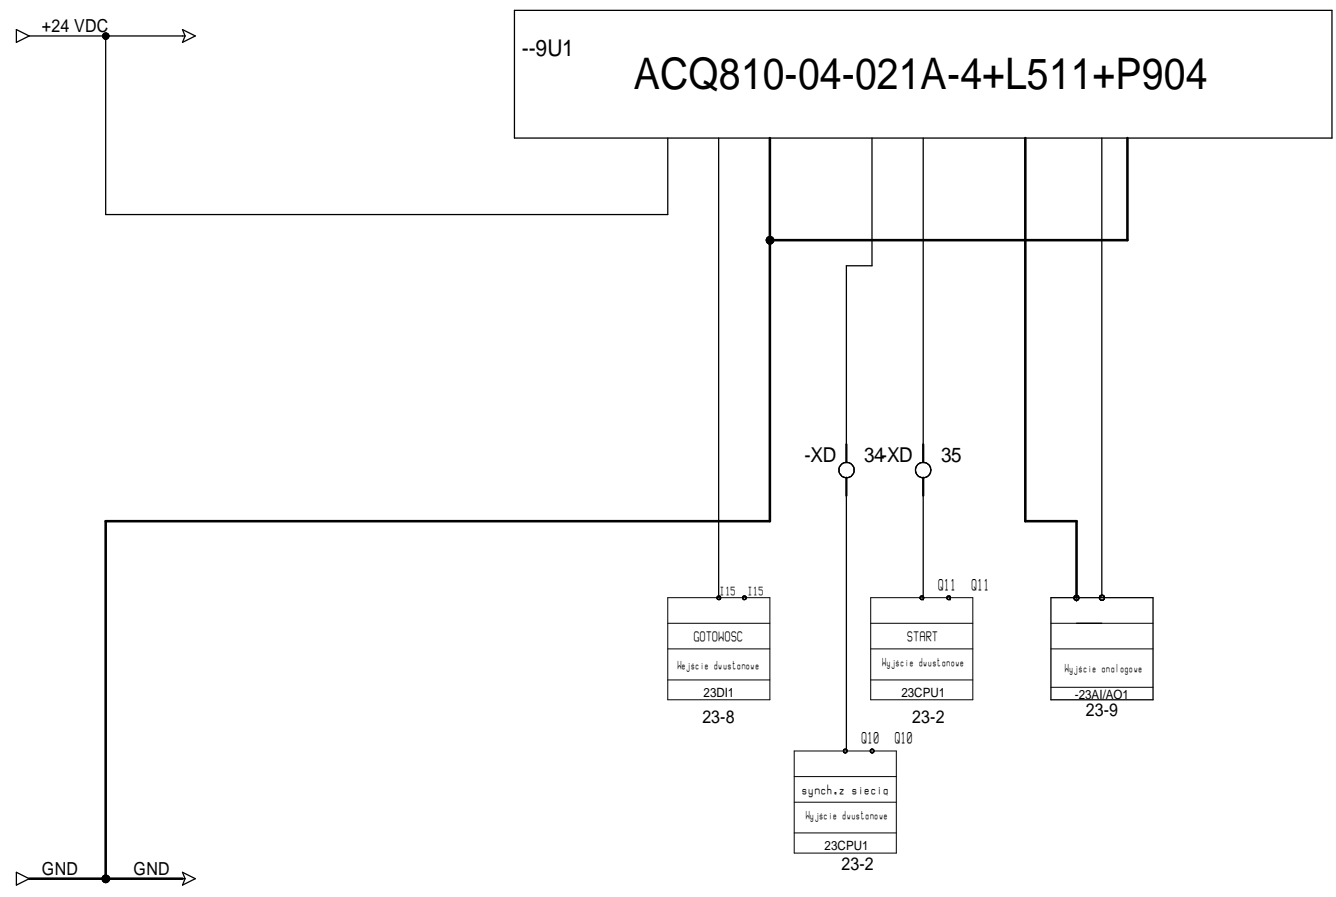 +24 VDC
--9U1
ACQ810-04-021A-4+L511+P904
-XD 34 -XD 35
I15 I15
Q11 Q11
GOTOWOSC
START
Wejście dwustanowe
Wyjście dwustanowe
Wyjście analogowe
23DI1
23CPU1
-23AI/AO1
23-8
23-2
23-9
Q10 Q10
synch.z siecia
Wyjście dwustanowe
23CPU1
23-2
GND GND